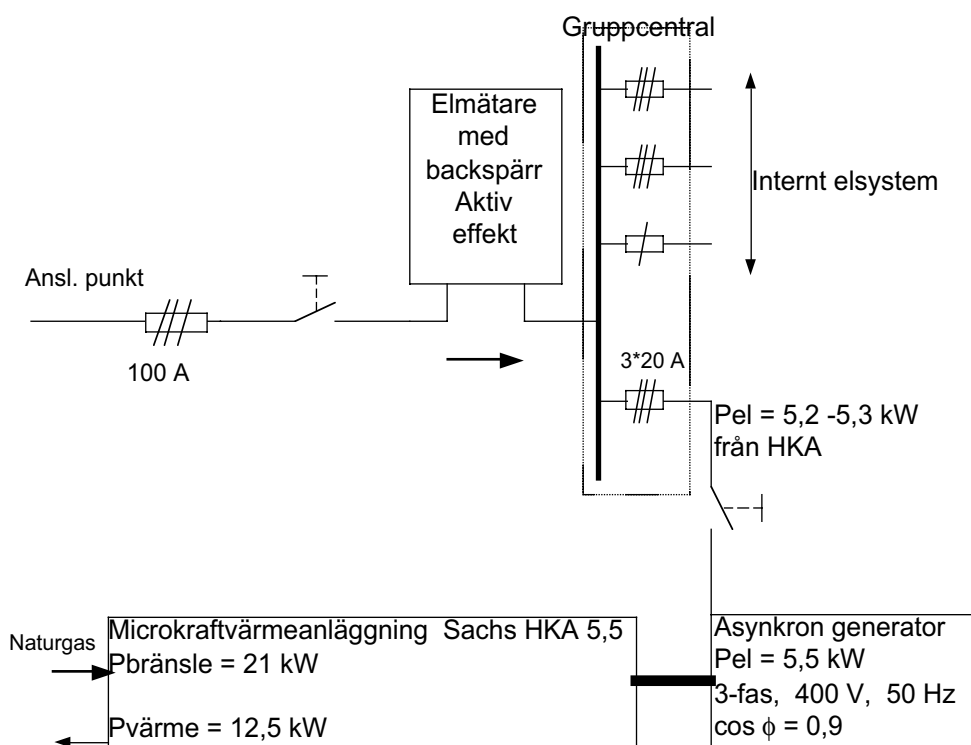 Gruppcentral
Elmätare
med
backspärr
Aktiv
effekt
Internt elsystem
Ansl. punkt
100 A
3*20 A
Pel = 5,2 -5,3 kW
från HKA
Naturgas
Microkraftvärmeanläggning  Sachs HKA 5,5
Pbränsle = 21 kW
Pvärme = 12,5 kW
Asynkron generator
Pel = 5,5 kW
3-fas,  400 V,  50 Hz
cos ϕ = 0,9